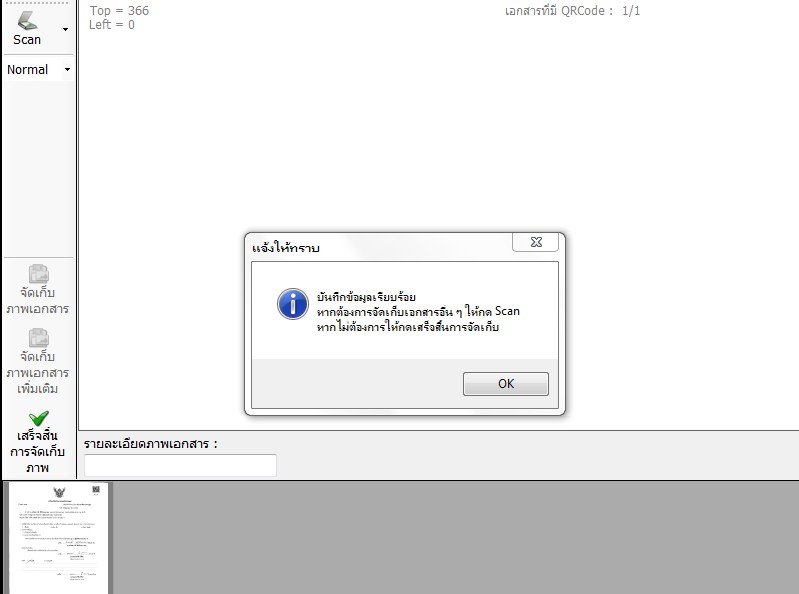 Top = 366
Left = 0
เอกสารที่มี QRCode : 1/1
Scan
Normal
แจ้งให้ทราบ
บันทึกข้อมูลเรียบร้อย
หากต้องการจัดเก็บเอกสารอื่น ๆ ให้กด Scan
หากไม่ต้องการให้กดเสร็จสิ้นการจัดเก็บ
OK
จัดเก็บ
ภาพเอกสาร
จัดเก็บ
ภาพเอกสาร
เพิ่มเติม
เสร็จสิ้น
การจัดเก็บ
ภาพ
รายละเอียดภาพเอกสาร :